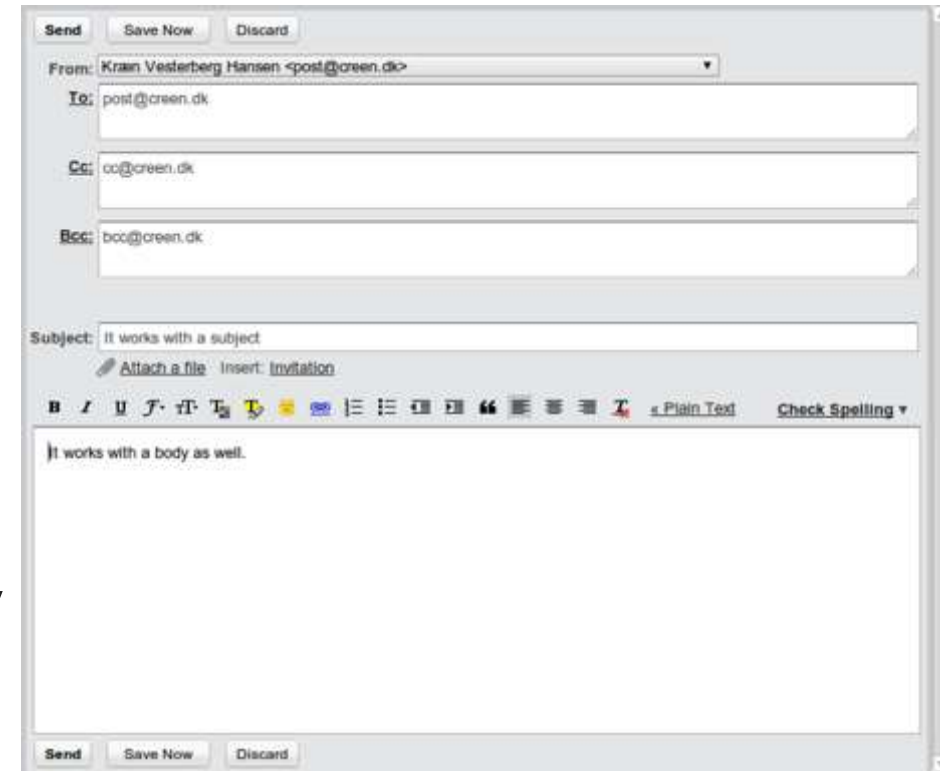 Send Save Now Discard
From: Kræn Vesterberg Hansen <post@creen.dk>
To: post@creen.dk
Cc: cc@creen.dk
Bcc: bcc@creen.dk
Subject: It works with a subject
Attach a file Insert: Invitation
B I U « Plain Text Check Spelling
It works with a body as well.
Send Save Now Discard